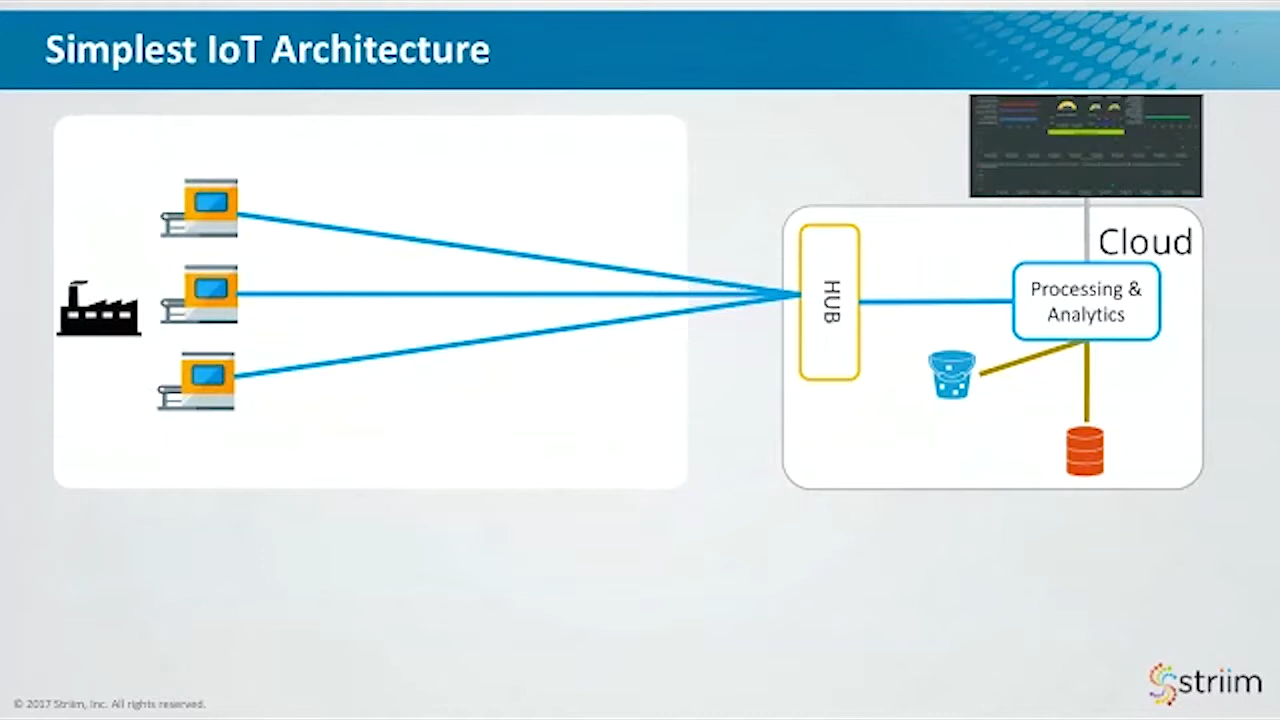 Simplest IoT Architecture
Cloud
HUB
Processing &
Analytics
striim
© 2017 Striim, Inc. All rights reserved.